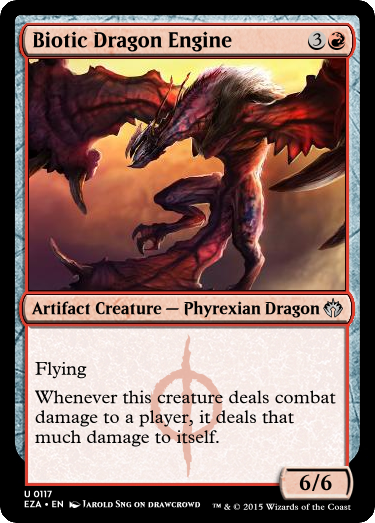 Biotic Dragon Engine 3
Artifact Creature — Phyrexian Dragon
Flying
Whenever this creature deals combat
damage to a player, it deals that
much damage to itself.
6/6
U 0117
EZA • EN Jarold Sng on drawcrowd
™ & © 2015 Wizards of the Coast